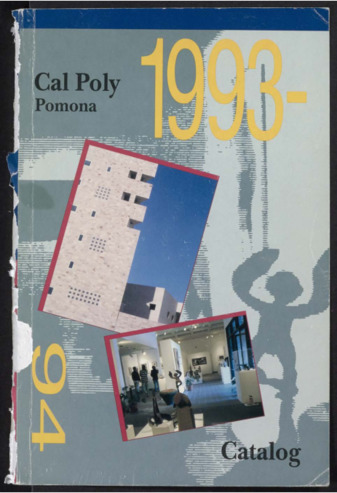 Cal Poly
Pomona
1993-
94
Catalog